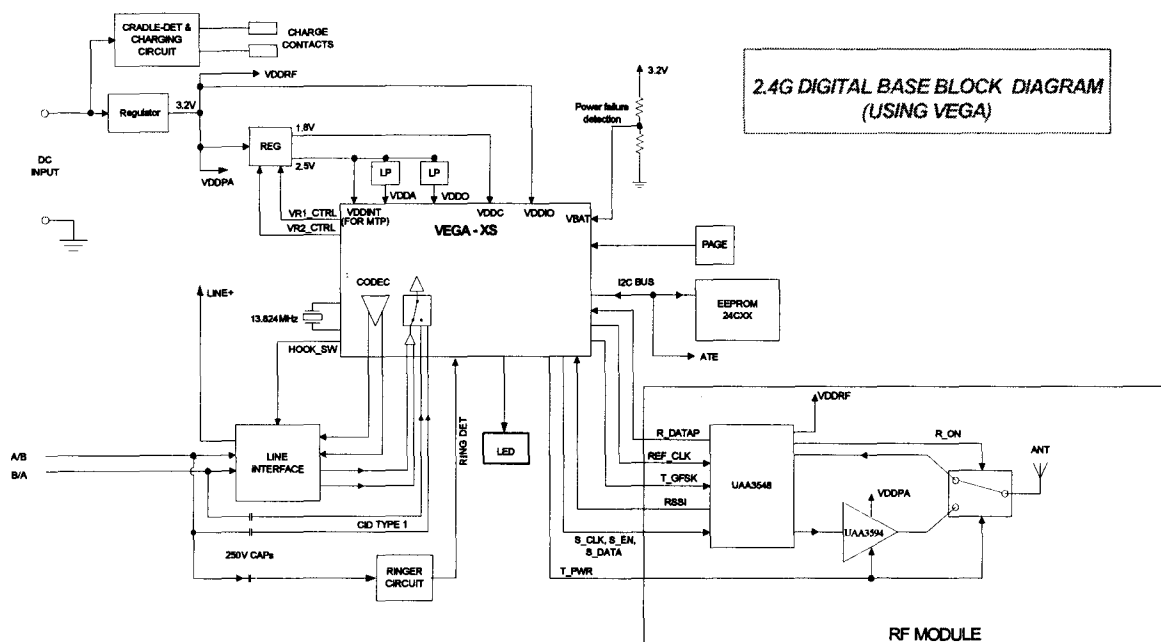 CRADLE-DET &
CHARGING
CIRCUIT
CHARGE
CONTACTS
2.4G DIGITAL BASE BLOCK DIAGRAM
(USING VEGA)
VDDRF
3.2V
Regulator
3.2V
Power failure
detection
1.8V
REG
2.5V
DC
INPUT
VDDPA
LP
LP
VDDA
VDDO
VR1_CTRL
VR2_CTRL
VDDINT
(FOR MTP)
VDDC
VDDIO
VBAT
VEGA - XS
PAGE
I2C BUS
EEPROM
24CXX
ATE
LINE+
CODEC
13.824MHz
HOOK_SW
A/B
B/A
LINE
INTERFACE
RING DET
LED
CID TYPE 1
250V CAPs
RINGER
CIRCUIT
VDDRF
R_DATAP
R_ON
ANT
REF_CLK
T_GFSK
UAA3548
RSSI
VDDPA
UAA3594
S_CLK, S_EN,
S_DATA
T_PWR
RF MODULE